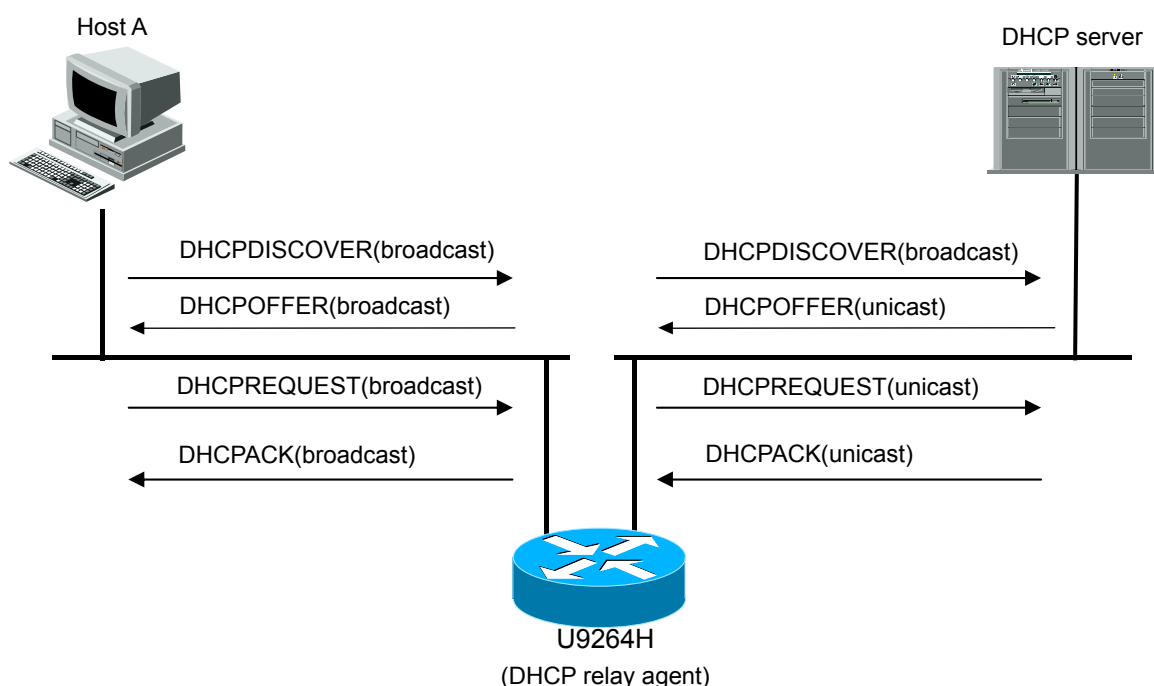 Host A
DHCP server
DHCPDISCOVER(broadcast)
DHCPDISCOVER(broadcast)
DHCPOFFER(broadcast)
DHCPOFFER(unicast)
DHCPREQUEST(broadcast)
DHCPREQUEST(unicast)
DHCPACK(broadcast)
DHCPACK(unicast)
U9264H
(DHCP relay agent)